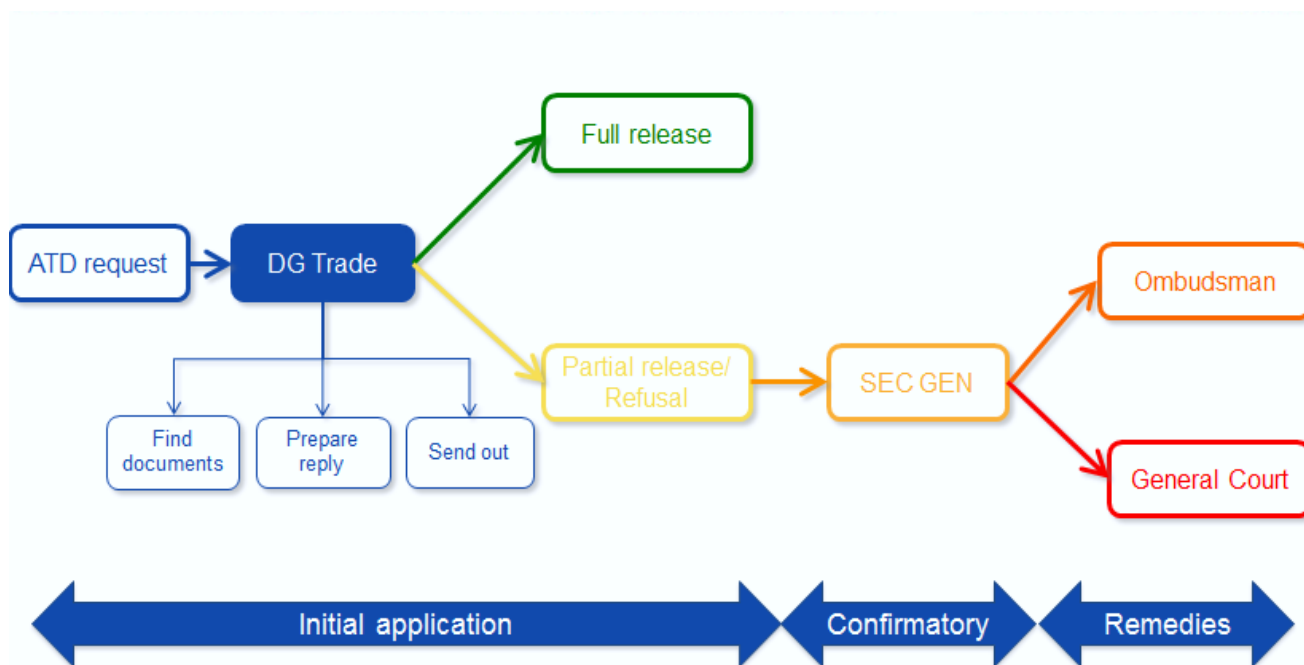 Full release
ATD request
DG Trade
Ombudsman
Partial release/
Refusal
SEC GEN
Find
documents
Prepare
reply
Send out
General Court
Initial application
Confirmatory
Remedies